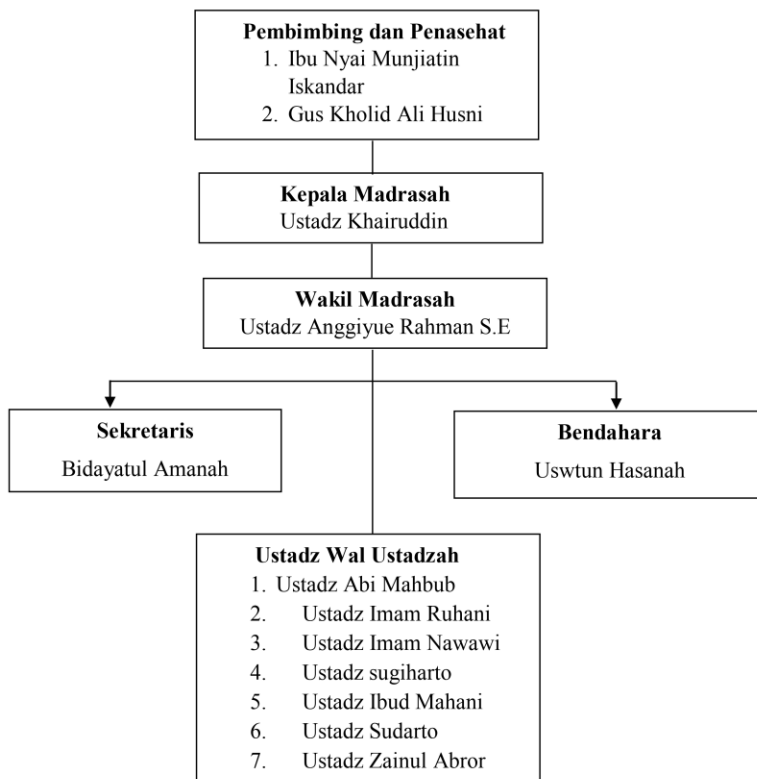 Pembimbing dan Penasehat
1. Ibu Nyai Munjiatin
Iskandar
2. Gus Kholid Ali Husni
Kepala Madrasah
Ustadz Khairuddin
Wakil Madrasah
Ustadz Anggiyue Rahman S.E
Sekretaris
Bidayatul Amanah
Bendahara
Uswtun Hasanah
Ustadz Wal Ustadzah
1. Ustadz Abi Mahbub
2. Ustadz Imam Ruhani
3. Ustadz Imam Nawawi
4. Ustadz sugiharto
5. Ustadz Ibud Mahani
6. Ustadz Sudarto
7. Ustadz Zainul Abror